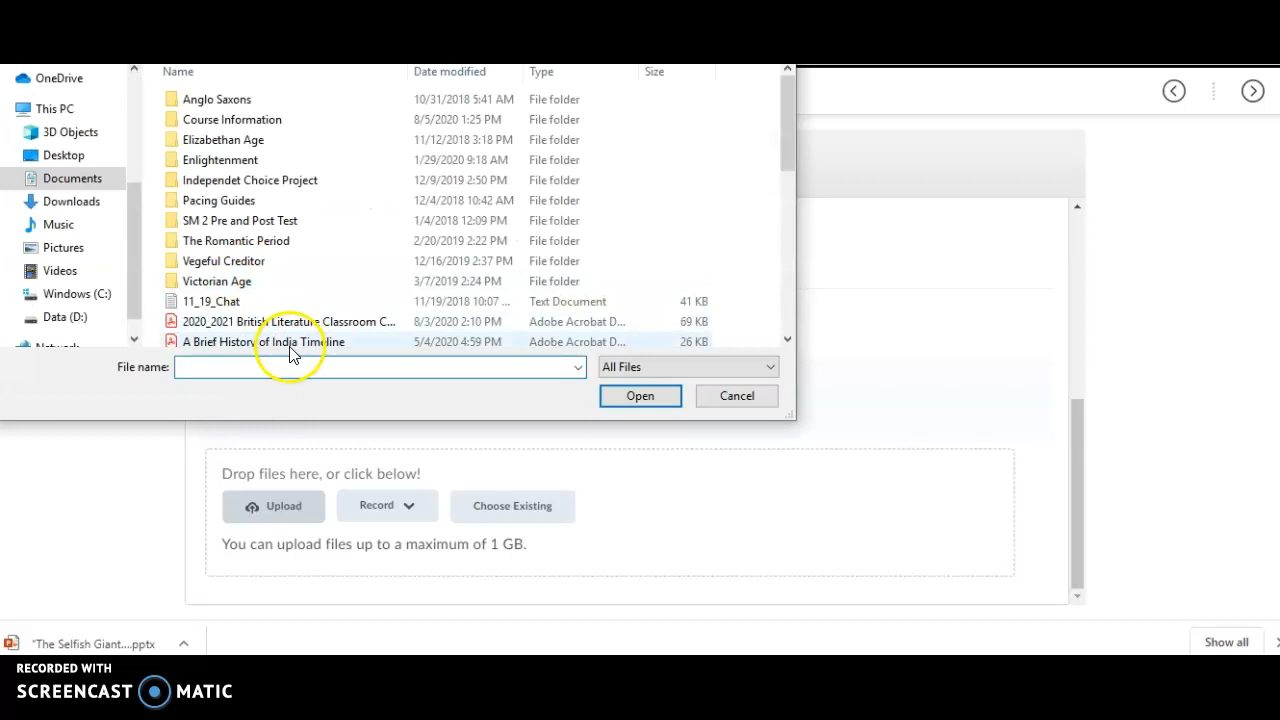 OneDrive
This PC
3D Objects
Desktop
Documents
Downloads
Music
Pictures
Videos
Windows (C:)
Data (D:)
Network
Name Date modified Type Size
Anglo Saxons 10/31/2018 5:41 AM File folder
Course Information 8/5/2020 1:25 PM File folder
Elizabethan Age 11/12/2018 3:18 PM File folder
Enlightenment 1/29/2020 9:18 AM File folder
Independet Choice Project 12/9/2019 2:50 PM File folder
Pacing Guides 12/4/2018 10:42 AM File folder
SM 2 Pre and Post Test 1/4/2018 12:09 PM File folder
The Romantic Period 2/20/2019 2:22 PM File folder
Vegeful Creditor 12/16/2019 2:37 PM File folder
Victorian Age 3/7/2019 2:24 PM File folder
11_19_Chat 11/19/2018 10:07 ... Text Document 41 KB
2020_2021 British Literature Classroom C... 8/3/2020 2:10 PM Adobe Acrobat D... 69 KB
A Brief History of India Timeline 5/4/2020 4:59 PM Adobe Acrobat D... 26 KB
File name: All Files
Open Cancel
Drop files here, or click below!
Upload Record Choose Existing
You can upload files up to a maximum of 1 GB.
"The Selfish Giant....pptx Show all
RECORDED WITH
SCREENCAST MATIC